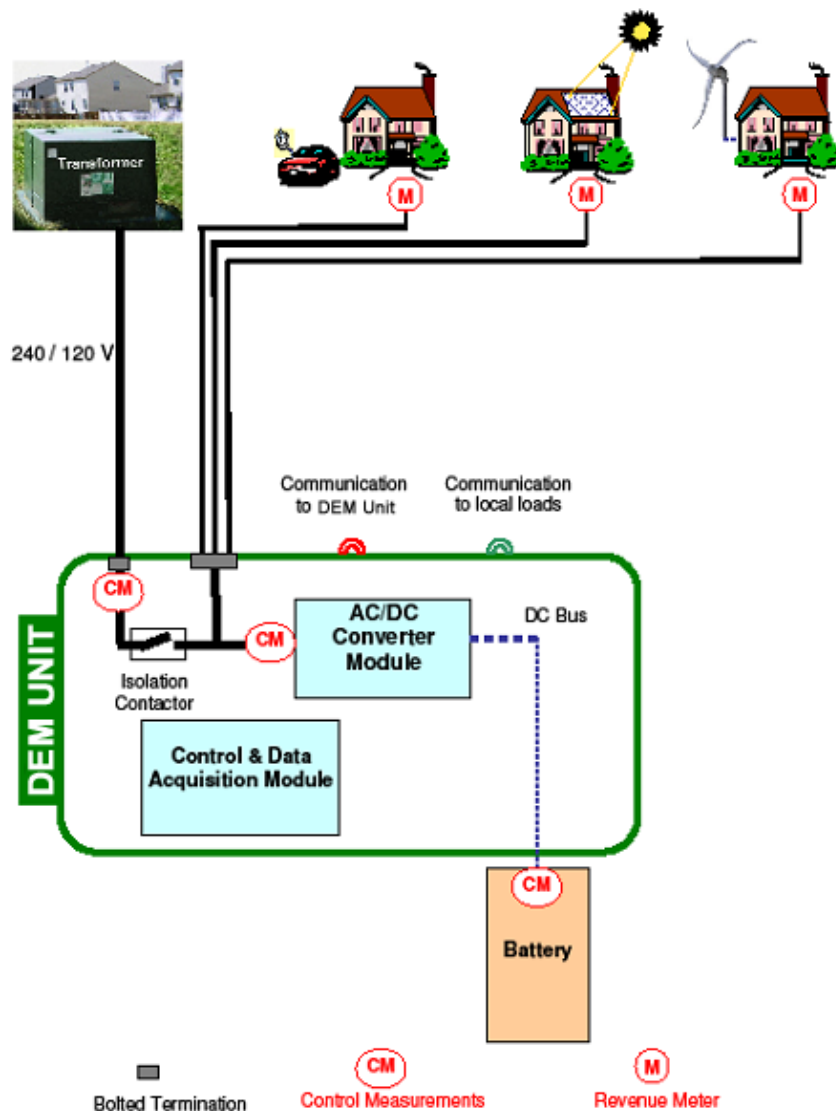 Transformer
M
M
M
240 / 120 V
Communication
to DEM Unit
Communication
to local loads
CM
CM
AC/DC
Converter
Module
DC Bus
Isolation
Contactor
DEM UNIT
Control & Data
Acquisition Module
CM
Battery
CM
M
Bolted Termination
Control Measurements
Revenue Meter